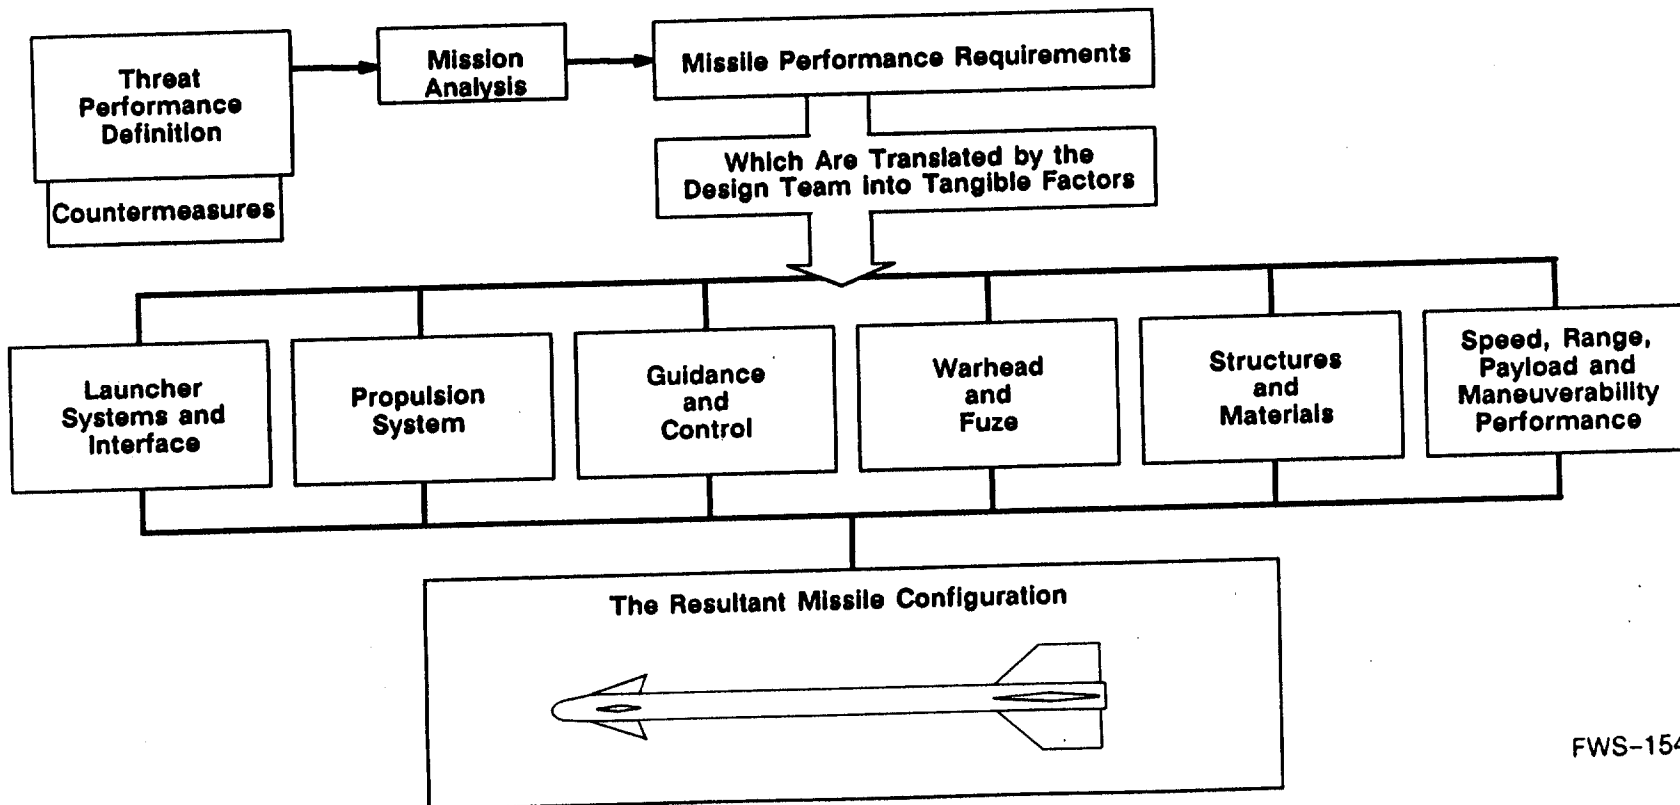 Threat
Performance
Definition
Countermeasures
Mission
Analysis
Missile Performance Requirements
Which Are Translated by the
Design Team into Tangible Factors
Launcher
Systems and
Interface
Propulsion
System
Guidance
and
Control
Warhead
and
Fuze
Structures
and
Materials
Speed, Range,
Payload and
Maneuverability
Performance
The Resultant Missile Configuration
FWS-154